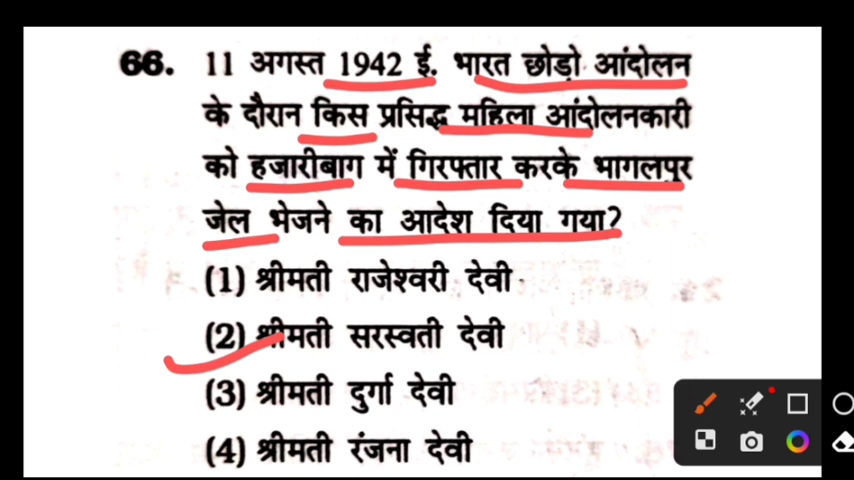 66. 11 अगस्त 1942 ई. भारत छोड़ो आंदोलन
के दौरान किस प्रसिद्ध महिला आंदोलनकारी
को हजारीबाग में गिरफ्तार करके भागलपुर
जेल भेजने का आदेश दिया गया?
(1) श्रीमती राजेश्वरी देवी
(2) श्रीमती सरस्वती देवी
(3) श्रीमती दुर्गा देवी
(4) श्रीमती रंजना देवी